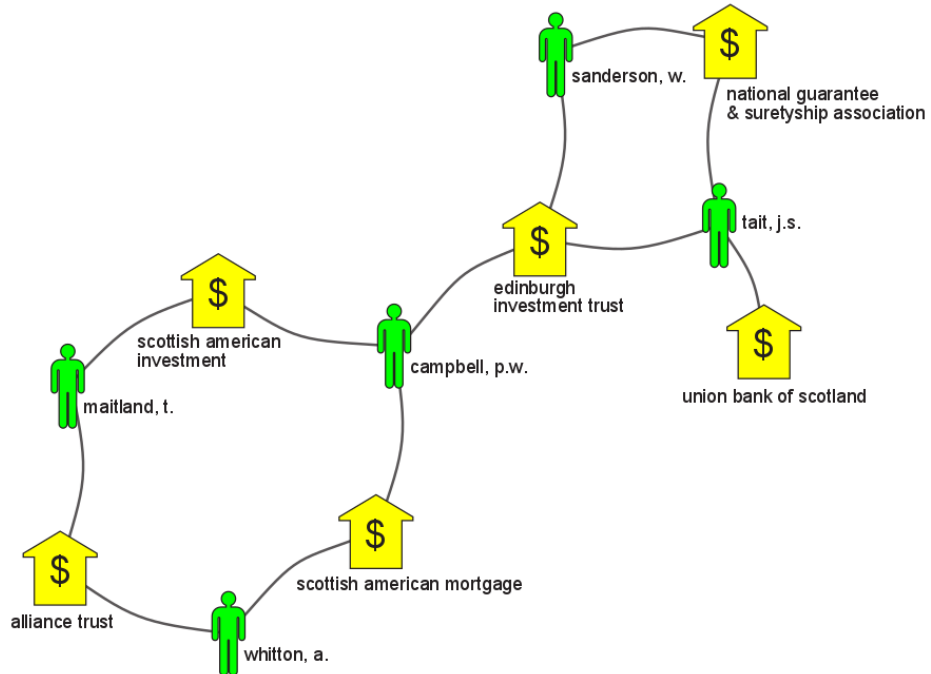 $
sanderson, w.
national guarantee
& suretyship association
tait, j.s.
$
edinburgh
investment trust
$
scottish american
investment
campbell, p.w.
$
union bank of scotland
maitland, t.
$
scottish american mortgage
$
alliance trust
whitton, a.